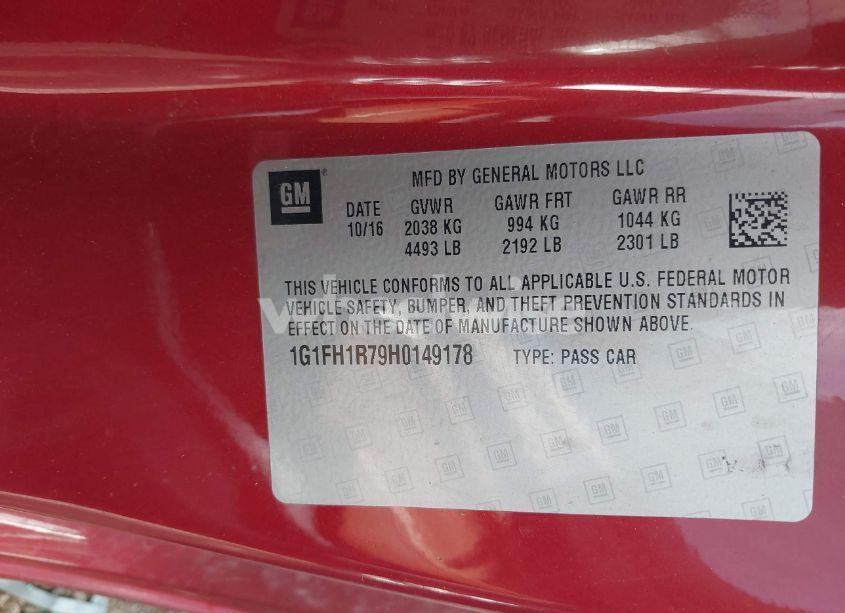 GM
MFD BY GENERAL MOTORS LLC
DATE GVWR GAWR FRT GAWR RR
10/16 2038 KG 994 KG 1044 KG
4493 LB 2192 LB 2301 LB
THIS VEHICLE CONFORMS TO ALL APPLICABLE U.S. FEDERAL MOTOR
VEHICLE SAFETY, BUMPER, AND THEFT PREVENTION STANDARDS IN
EFFECT ON THE DATE OF MANUFACTURE SHOWN ABOVE.
1G1FH1R79H0149178 TYPE: PASS CAR